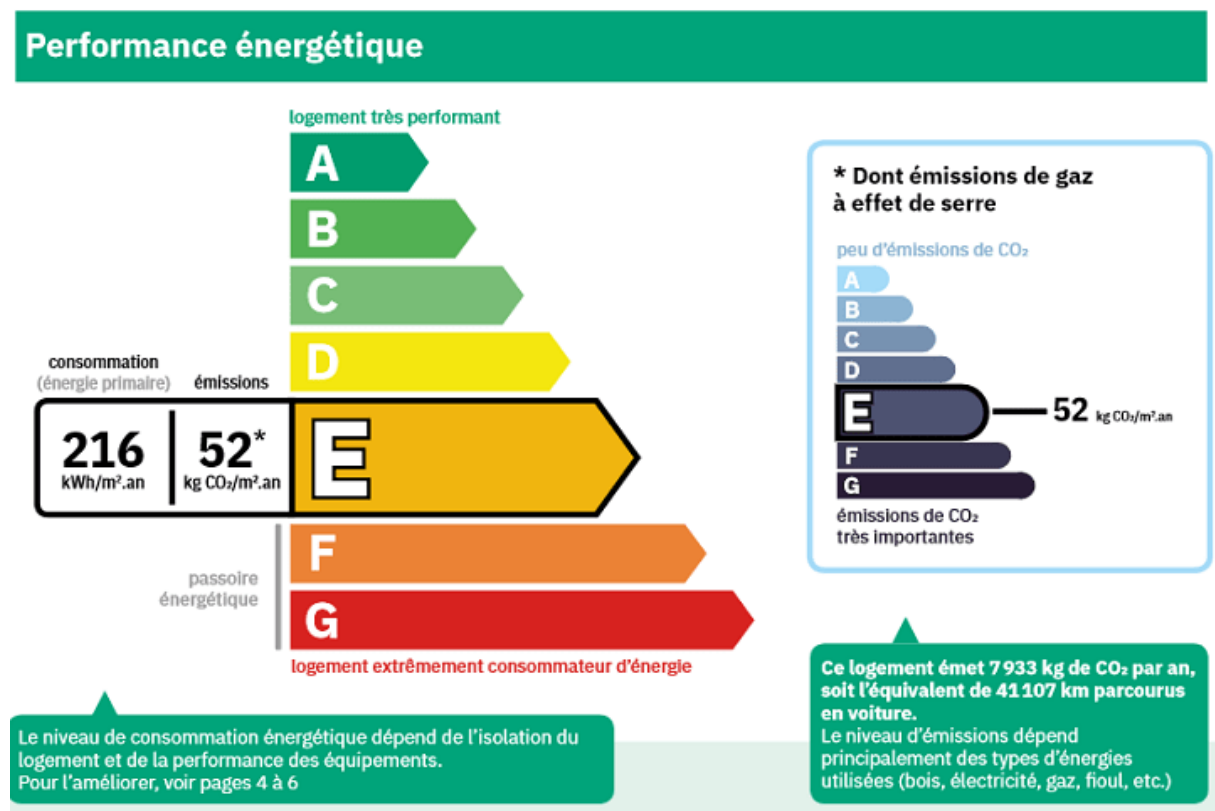 Performance énergétique
logement très performant
A
B
C
D
consommation
(énergie primaire)
émissions
216
kWh/m².an
52*
kg CO₂/m².an
E
F
G
passoire
énergétique
logement extrêmement consommateur d'énergie
Le niveau de consommation énergétique dépend de l'isolation du
logement et de la performance des équipements.
Pour l'améliorer, voir pages 4 à 6
* Dont émissions de gaz
à effet de serre
peu d'émissions de CO₂
A
B
C
D
E
52 kg CO₂/m².an
F
G
émissions de CO₂
très importantes
Ce logement émet 7 933 kg de CO₂ par an,
soit l'équivalent de 41 107 km parcourus
en voiture.
Le niveau d'émissions dépend
principalement des types d'énergies
utilisées (bois, électricité, gaz, fioul, etc.)